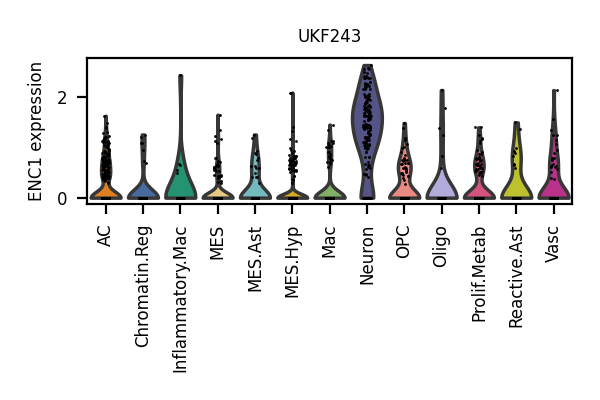 UKF243
ENC1 expression
2
0
AC
Chromatin.Reg
Inflammatory.Mac
MES
MES.Ast
MES.Hyp
Mac
Neuron
OPC
Oligo
Prolif.Metab
Reactive.Ast
Vasc